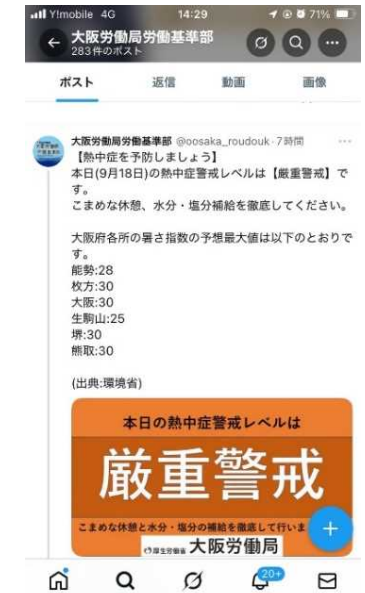 Y!mobile 4G 14:29 71%
大阪労働局労働基準部
283件のポスト
ポスト 返信 動画 画像
大阪労働局労働基準部 @oosaka_roudouk·7時間
【熱中症を予防しましょう】
本日(9月18日)の熱中症警戒レベルは【厳重警戒】で
す。
こまめな休憩、水分・塩分補給を徹底してください。
大阪府各所の暑さ指数の予想最大値は以下のとおりで
す。
能勢:28
枚方:30
大阪:30
生駒山:25
堺:30
熊取:30
(出典:環境省)
本日の熱中症警戒レベルは
厳重警戒
こまめな休憩と水分・塩分の補給を徹底して行いま
厚生労働省 大阪労働局
20+